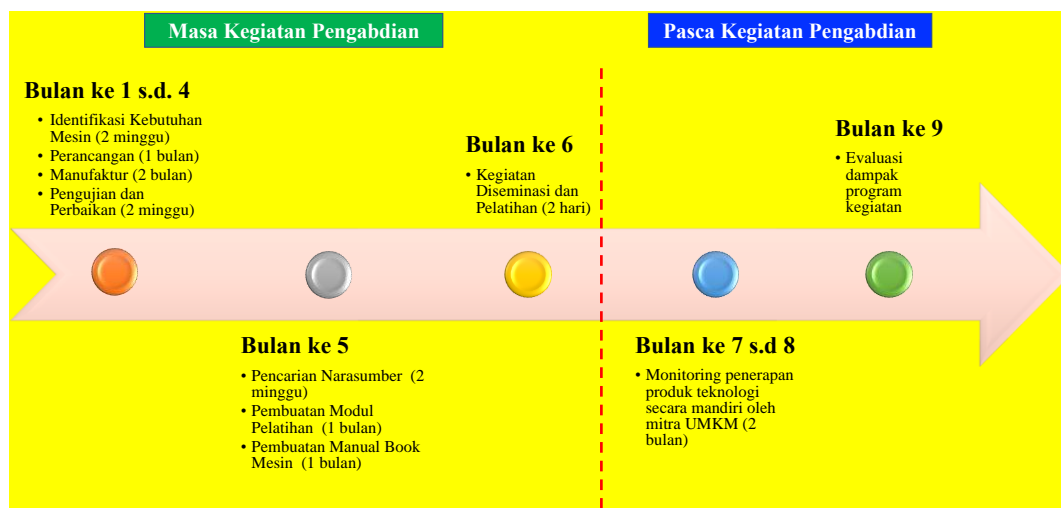 Masa Kegiatan Pengabdian
Pasca Kegiatan Pengabdian
Bulan ke 1 s.d. 4
• Identifikasi Kebutuhan
Mesin (2 minggu)
• Perancangan (1 bulan)
• Manufaktur (2 bulan)
• Pengujian dan
Perbaikan (2 minggu)
Bulan ke 5
• Pencarian Narasumber (2
minggu)
• Pembuatan Modul
Pelatihan (1 bulan)
• Pembuatan Manual Book
Mesin (1 bulan)
Bulan ke 6
• Kegiatan
Diseminasi dan
Pelatihan (2 hari)
Bulan ke 7 s.d 8
• Monitoring penerapan
produk teknologi
secara mandiri oleh
mitra UMKM (2
bulan)
Bulan ke 9
• Evaluasi
dampak
program
kegiatan